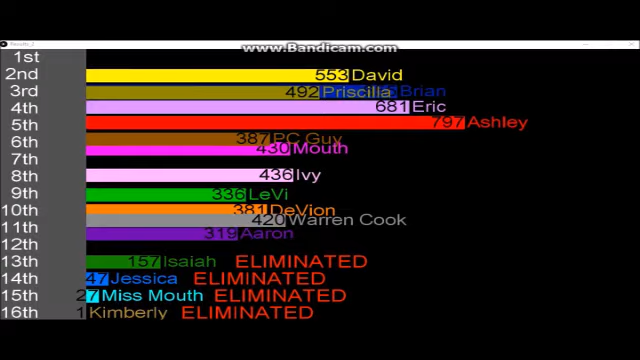 www.Bandicam.com
Results_2
1st
2nd 553 David
3rd 492 Priscilla Brian
4th 681 Eric
5th 797 Ashley
6th 387 PC Guy
7th 430 Mouth
8th 436 Ivy
9th 336 LeVi
10th 381 DeVion
420 Warren Cook
11th 319 Aaron
12th
13th 157 Isaiah ELIMINATED
14th 47 Jessica ELIMINATED
15th 27 Miss Mouth ELIMINATED
16th 1 Kimberly ELIMINATED